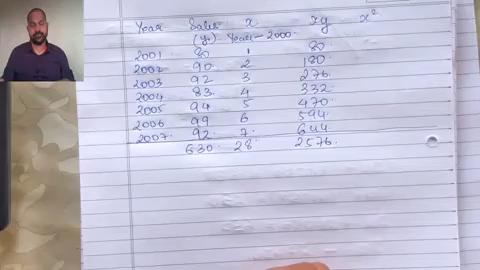 Year Sales x xy x²
(y) Year - 2000
2001 80 1 80
2002 90 2 180
2003 92 3 276
2004 83 4 332
2005 94 5 470
2006 99 6 594
2007 92 7 644
630 28 2576